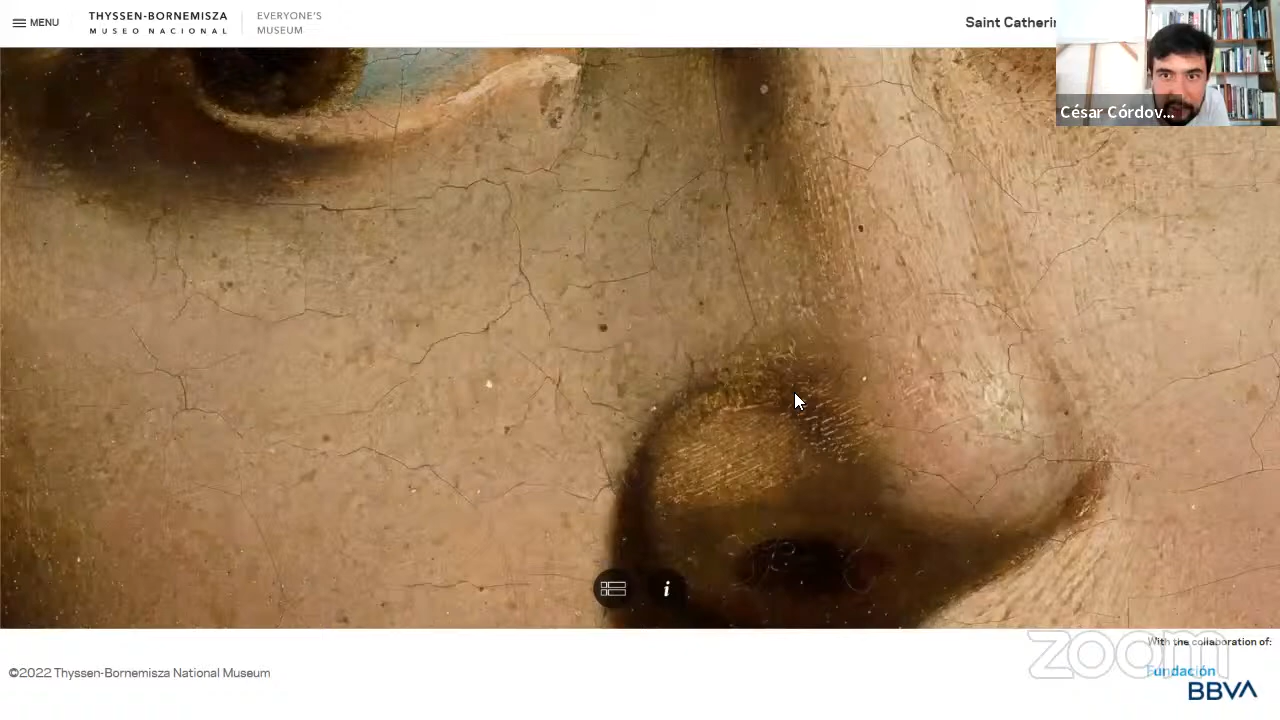 MENU
THYSSEN-BORNEMISZA
MUSEO NACIONAL
EVERYONE'S
MUSEUM
Saint Catherin
César Córdov...
i
With the collaboration of:
zoom
Fundación
BBVA
©2022 Thyssen-Bornemisza National Museum